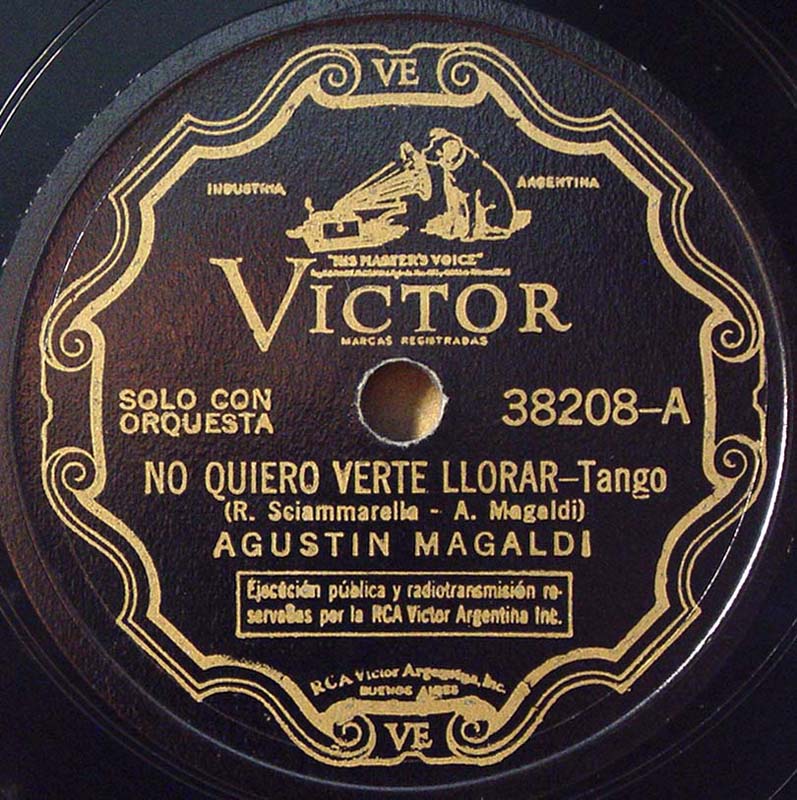 VE
INDUSTRIA ARGENTINA
"HIS MASTER'S VOICE"
VICTOR
MARCAS REGISTRADAS
SOLO CON
ORQUESTA
38208-A
NO QUIERO VERTE LLORAR-Tango
(R. Sciammarella - A. Magaldi)
AGUSTIN MAGALDI
Ejecución pública y radiotransmisión re-
servadas por la RCA Victor Argentina Inc.
RCA Victor Argentina, Inc.
BUENOS AIRES
VE